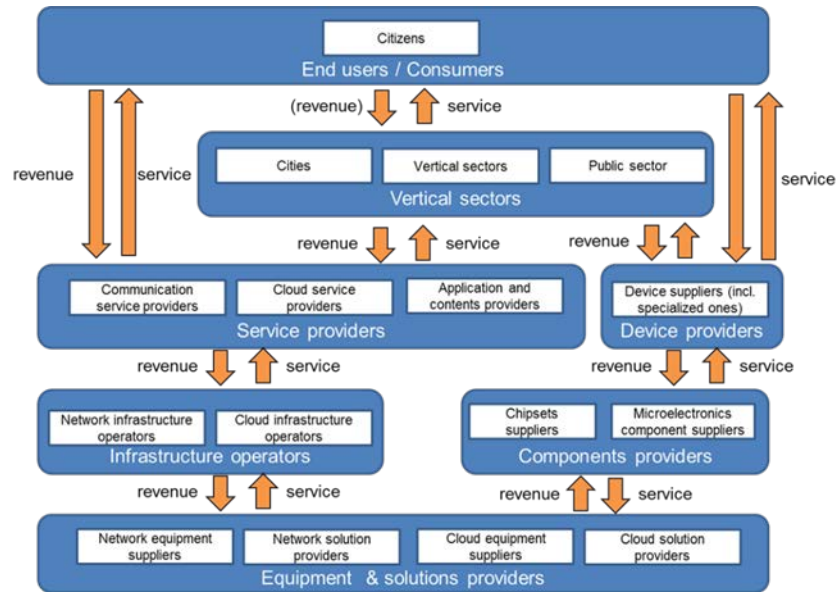 Citizens
End users / Consumers
(revenue)
service
revenue
service
service
Cities
Vertical sectors
Public sector
Vertical sectors
revenue
service
revenue
Communication
service providers
Cloud service
providers
Application and
contents providers
Service providers
Device suppliers (incl.
specialized ones)
Device providers
revenue
service
revenue
service
Network infrastructure
operators
Cloud infrastructure
operators
Infrastructure operators
Chipsets
suppliers
Microelectronics
component suppliers
Components providers
revenue
service
revenue
service
Network equipment
suppliers
Network solution
providers
Cloud equipment
suppliers
Cloud solution
providers
Equipment & solutions providers